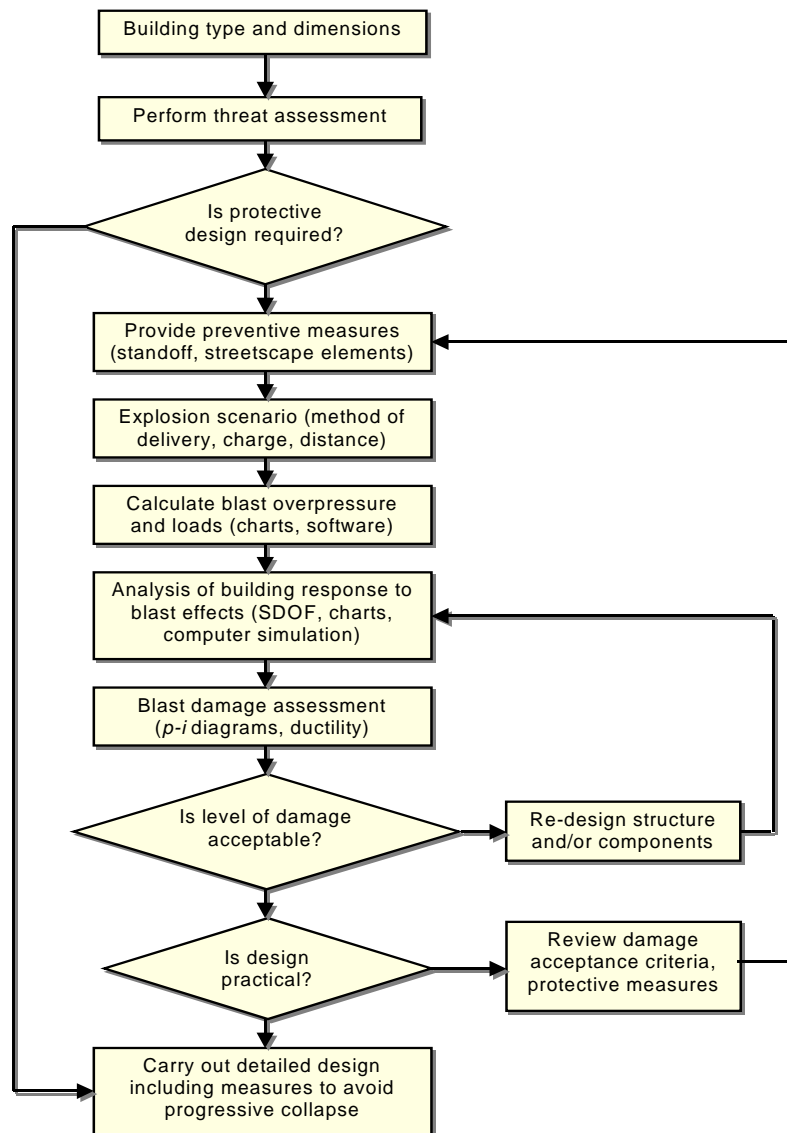 Building type and dimensions
Perform threat assessment
Is protective
design required?
Provide preventive measures
(standoff, streetscape elements)
Explosion scenario (method of
delivery, charge, distance)
Calculate blast overpressure
and loads (charts, software)
Analysis of building response to
blast effects (SDOF, charts,
computer simulation)
Blast damage assessment
(p-i diagrams, ductility)
Is level of damage
acceptable?
Re-design structure
and/or components
Is design
practical?
Review damage
acceptance criteria,
protective measures
Carry out detailed design
including measures to avoid
progressive collapse